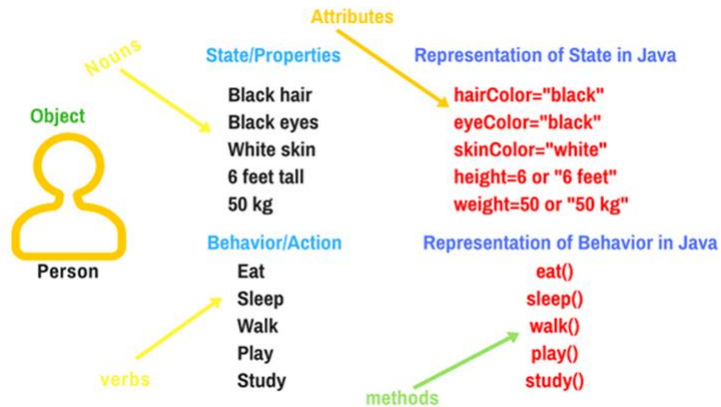 Attributes
Nouns
State/Properties
Representation of State in Java
Black hair
hairColor="black"
Black eyes
eyeColor="black"
White skin
skinColor="white"
6 feet tall
height=6 or "6 feet"
50 kg
weight=50 or "50 kg"
Object
Person
Behavior/Action
Representation of Behavior in Java
Eat
eat()
Sleep
sleep()
Walk
walk()
Play
play()
Study
study()
verbs
methods